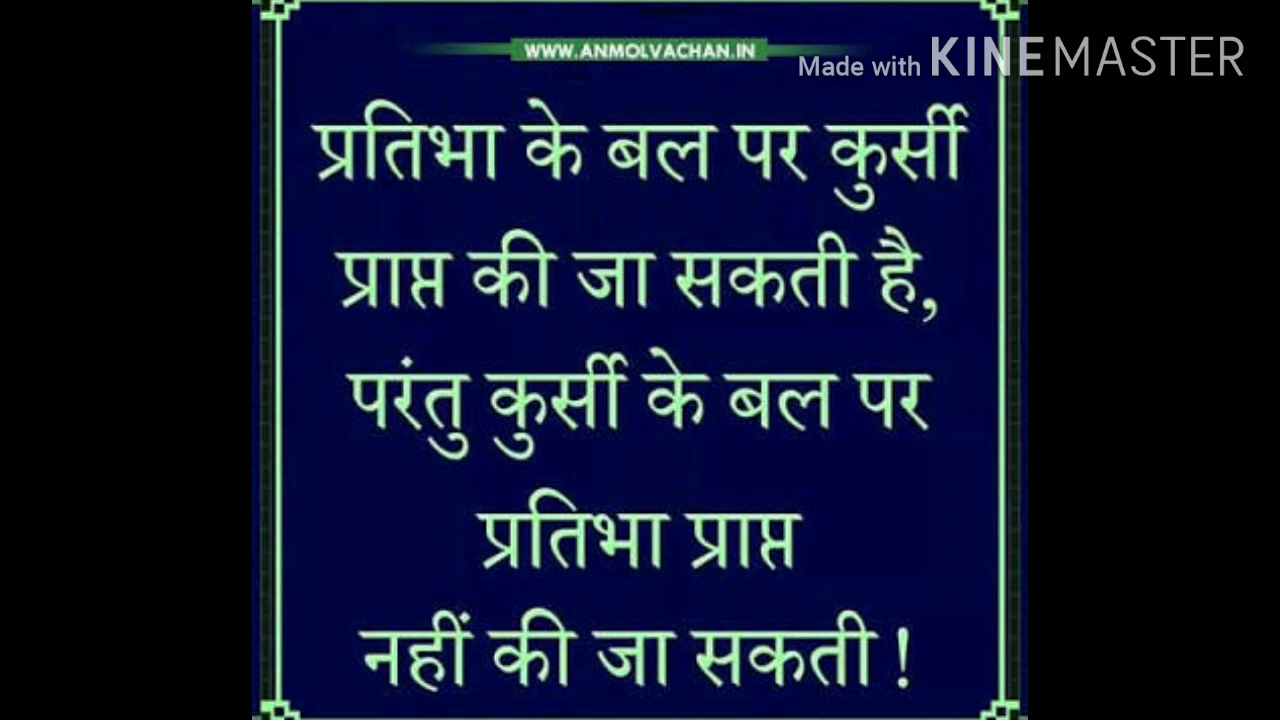 WWW.ANMOLVACHAN.IN
Made with KINEMASTER
प्रतिभा के बल पर कुर्सी
प्राप्त की जा सकती है,
परंतु कुर्सी के बल पर
प्रतिभा प्राप्त
नहीं की जा सकती !